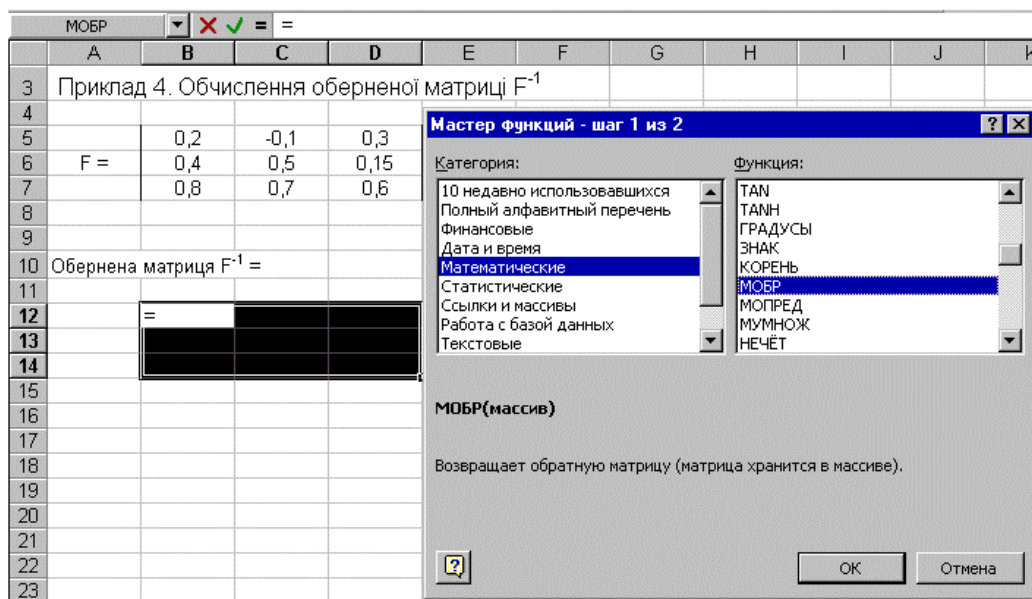 МОБР = =
A B C D E F G H I J
3 Приклад 4. Обчислення оберненої матриці F-1
4
5 0,2 -0,1 0,3
6 F = 0,4 0,5 0,15
7 0,8 0,7 0,6
8
9
10 Обернена матриця F-1 =
11
12 =
13
14
15
16
17
18
19
20
21
22
23
Мастер функций - шаг 1 из 2
Категория:
10 недавно использовавшихся
Полный алфавитный перечень
Финансовые
Дата и время
Математические
Статистические
Ссылки и массивы
Работа с базой данных
Текстовые
Функция:
TAN
TANH
ГРАДУСЫ
ЗНАК
КОРЕНЬ
МОБР
МОПРЕД
МУМНОЖ
НЕЧЁТ
МОБР(массив)
Возвращает обратную матрицу (матрица хранится в массиве).
ОК Отмена